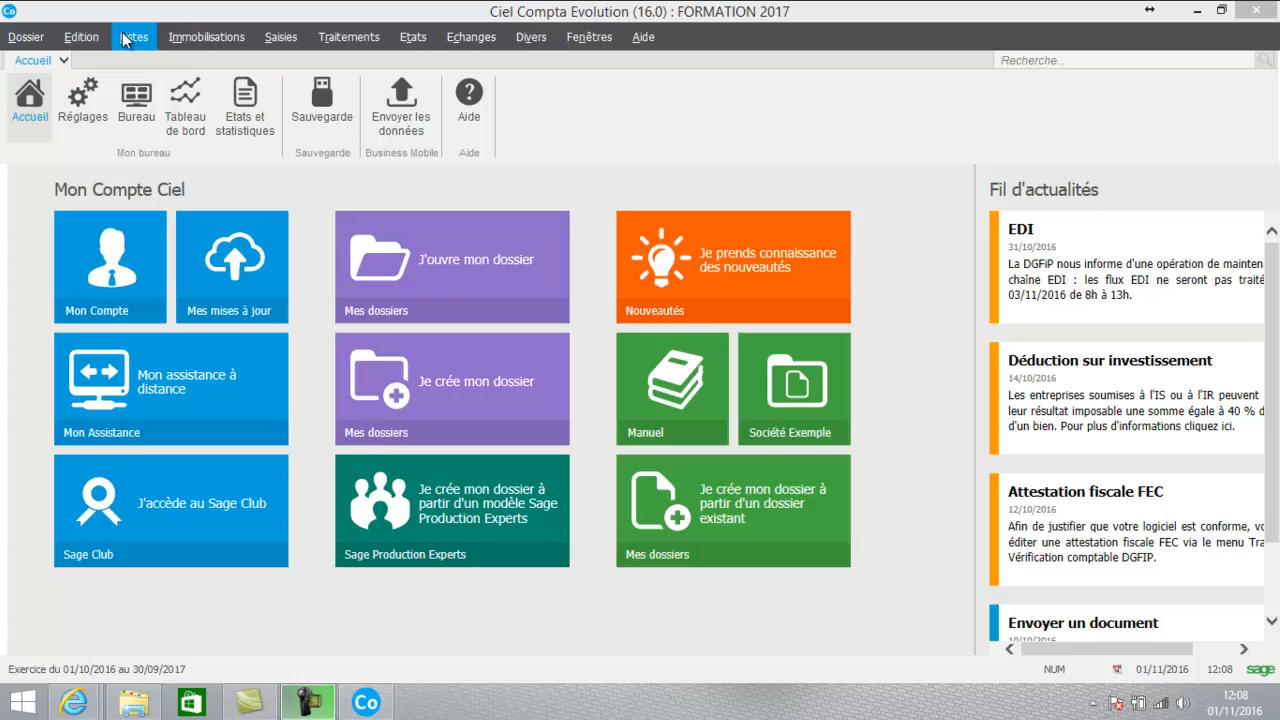 Co
Ciel Compta Evolution (16.0) : FORMATION 2017
Dossier Edition Immobilisations Saisies Traitements Etats Echanges Divers Fenêtres Aide
Accueil
Recherche...
Accueil
Réglages
Bureau
Tableau
de bord
Etats et
statistiques
Sauvegarde
Envoyer les
données
Aide
Mon bureau
Sauvegarde
Business Mobile
Aide
Mon Compte Ciel
Mon Compte
Mes mises à jour
J'ouvre mon dossier
Mes dossiers
Je prends connaissance
des nouveautés
Nouveautés
Mon assistance à
distance
Mon Assistance
Je crée mon dossier
Mes dossiers
Manuel
Société Exemple
J'accède au Sage Club
Sage Club
Je crée mon dossier à
partir d'un modèle Sage
Production Experts
Sage Production Experts
Je crée mon dossier à
partir d'un dossier
existant
Mes dossiers
Fil d'actualités
EDI
31/10/2016
La DGFiP nous informe d'une opération de mainten
chaîne EDI : les flux EDI ne seront pas traité
03/11/2016 de 8h à 13h.
Déduction sur investissement
14/10/2016
Les entreprises soumises à l'IS ou à l'IR peuvent
leur résultat imposable une somme égale à 40 % d
d'un bien. Pour plus d'informations cliquez ici.
Attestation fiscale FEC
12/10/2016
Afin de justifier que votre logiciel est conforme, vo
éditer une attestation fiscale FEC via le menu Tra
Vérification comptable DGFIP.
Envoyer un document
10/10/2016
Exercice du 01/10/2016 au 30/09/2017
NUM
01/11/2016
12:08
sage
Co
12:08
01/11/2016